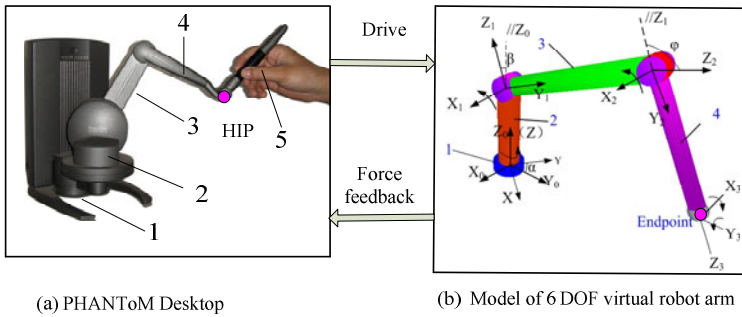 4
5
3
HIP
2
1
Drive
Force
feedback
Z₁
//Z₀
β
3
//Z₁
φ
Z₂
X₁
Y₁
X₂
Y₂
4
Z₀
(Z)
2
1
α
Y
X₀
Y₀
X
X₃
Endpoint
Y₃
Z₃
(a) PHANToM Desktop
(b) Model of 6 DOF virtual robot arm